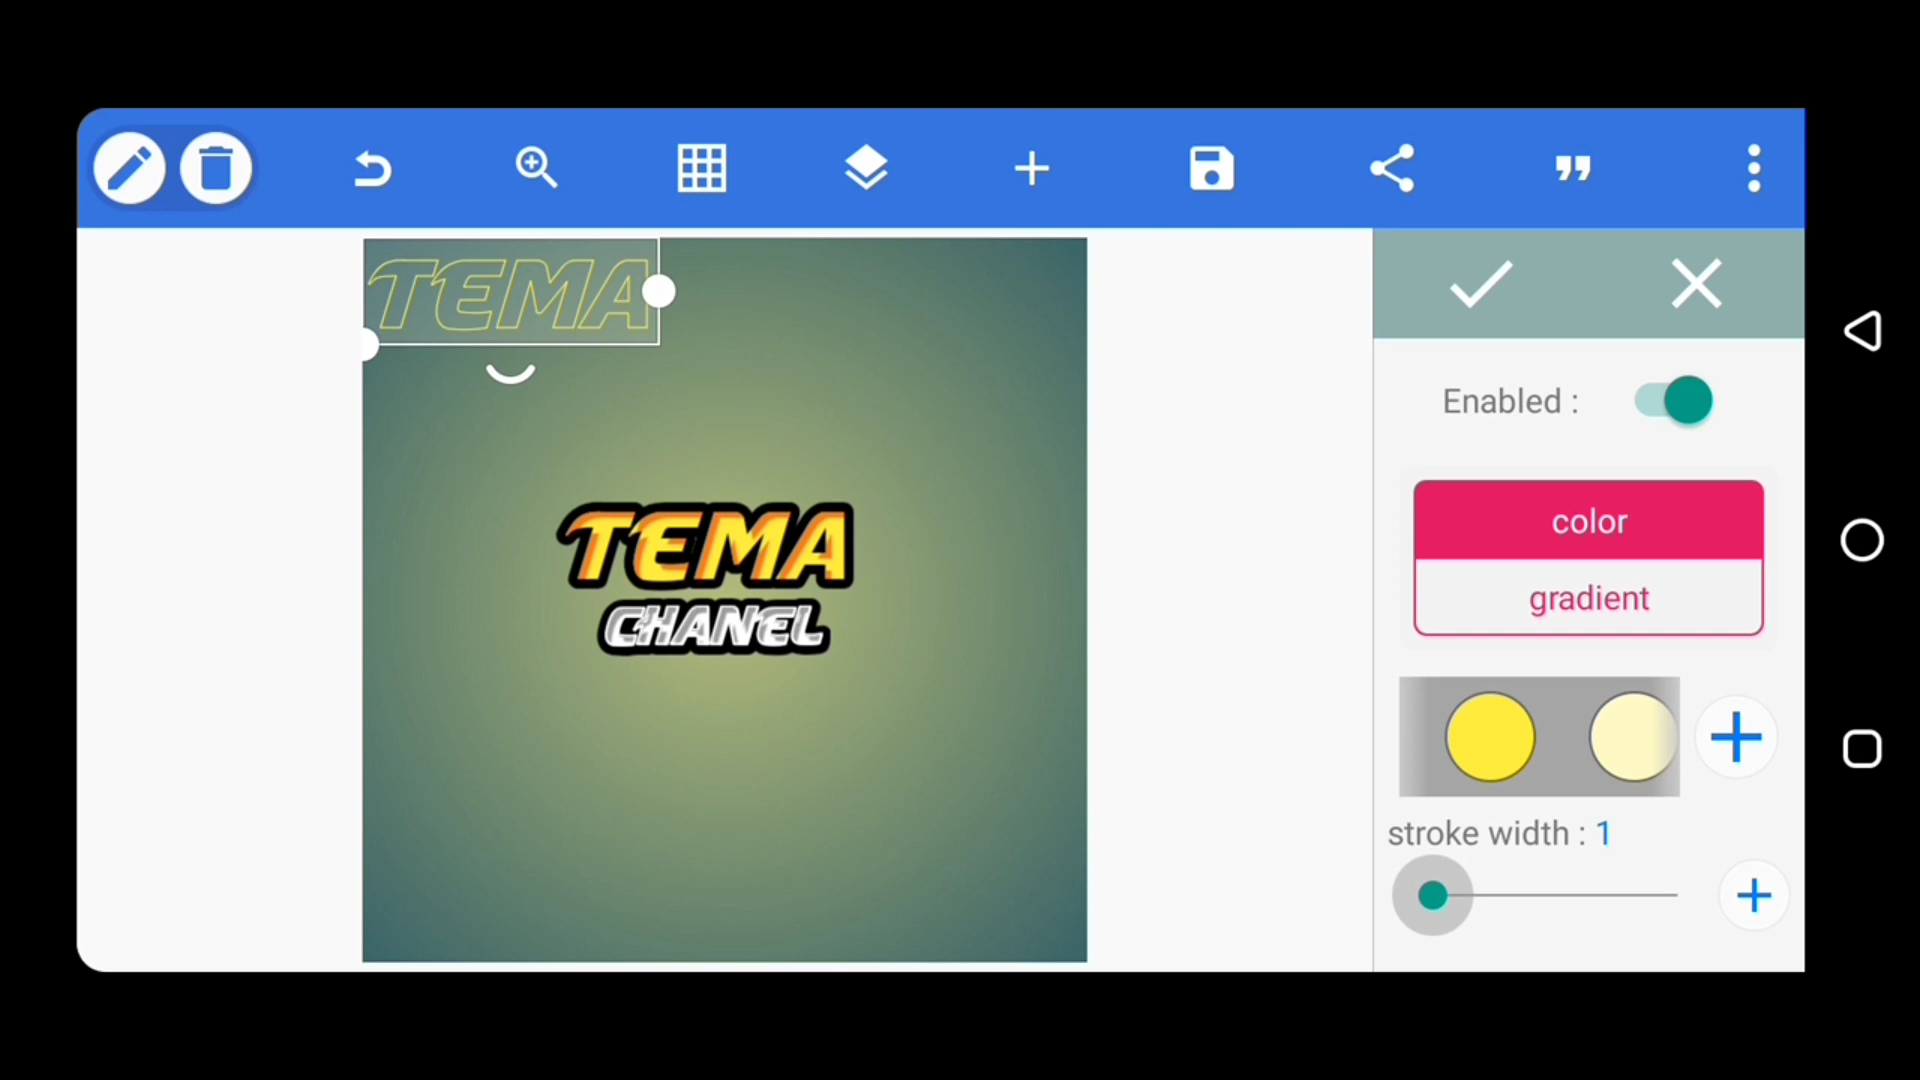 TEMA
TEMA
CHANEL
Enabled :
color
gradient
stroke width : 1